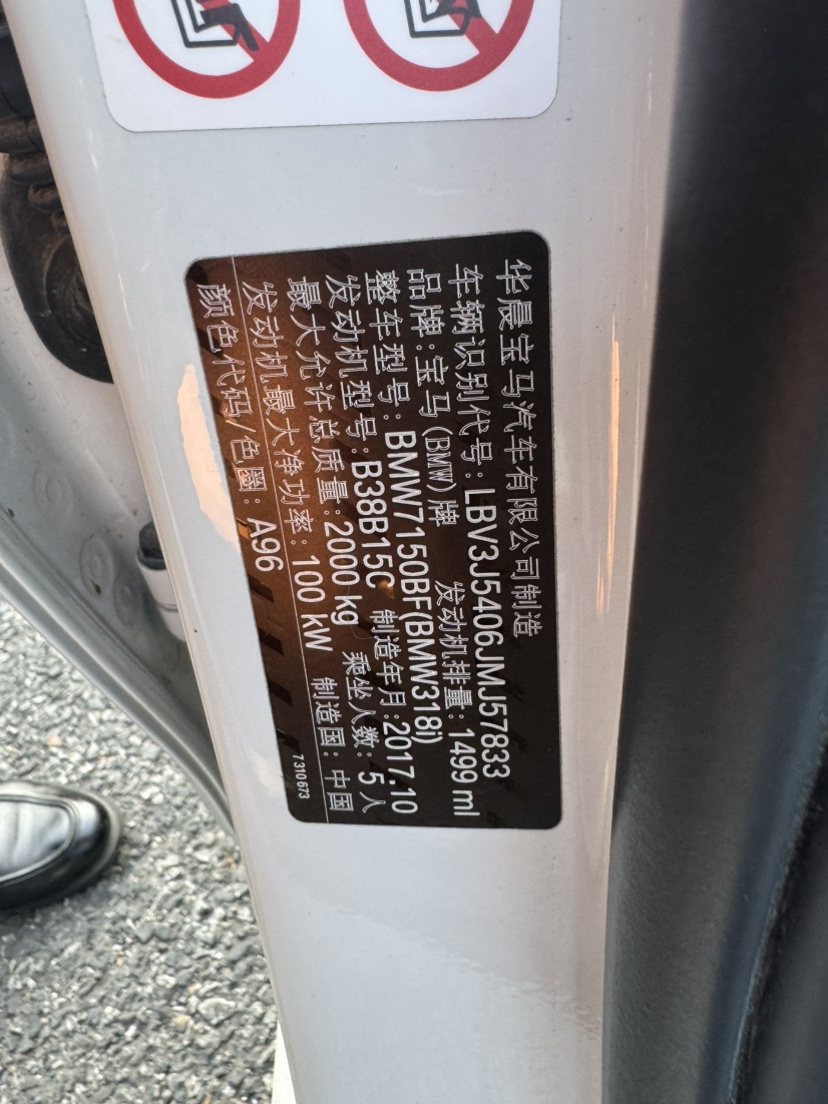 华晨宝马汽车有限公司制造
车辆识别代号:LBV3J5406JMJ57833
品牌:宝马(BMW)牌 发动机排量:1499 ml
整车型号:BMW7150BF(BMW318i)
发动机型号:B38B15C 制造年月:2017.10
最大允许总质量:2000 kg 乘坐人数:5人
发动机最大净功率:100 kW 制造国:中国
颜色代码/色圖:A96
7310673